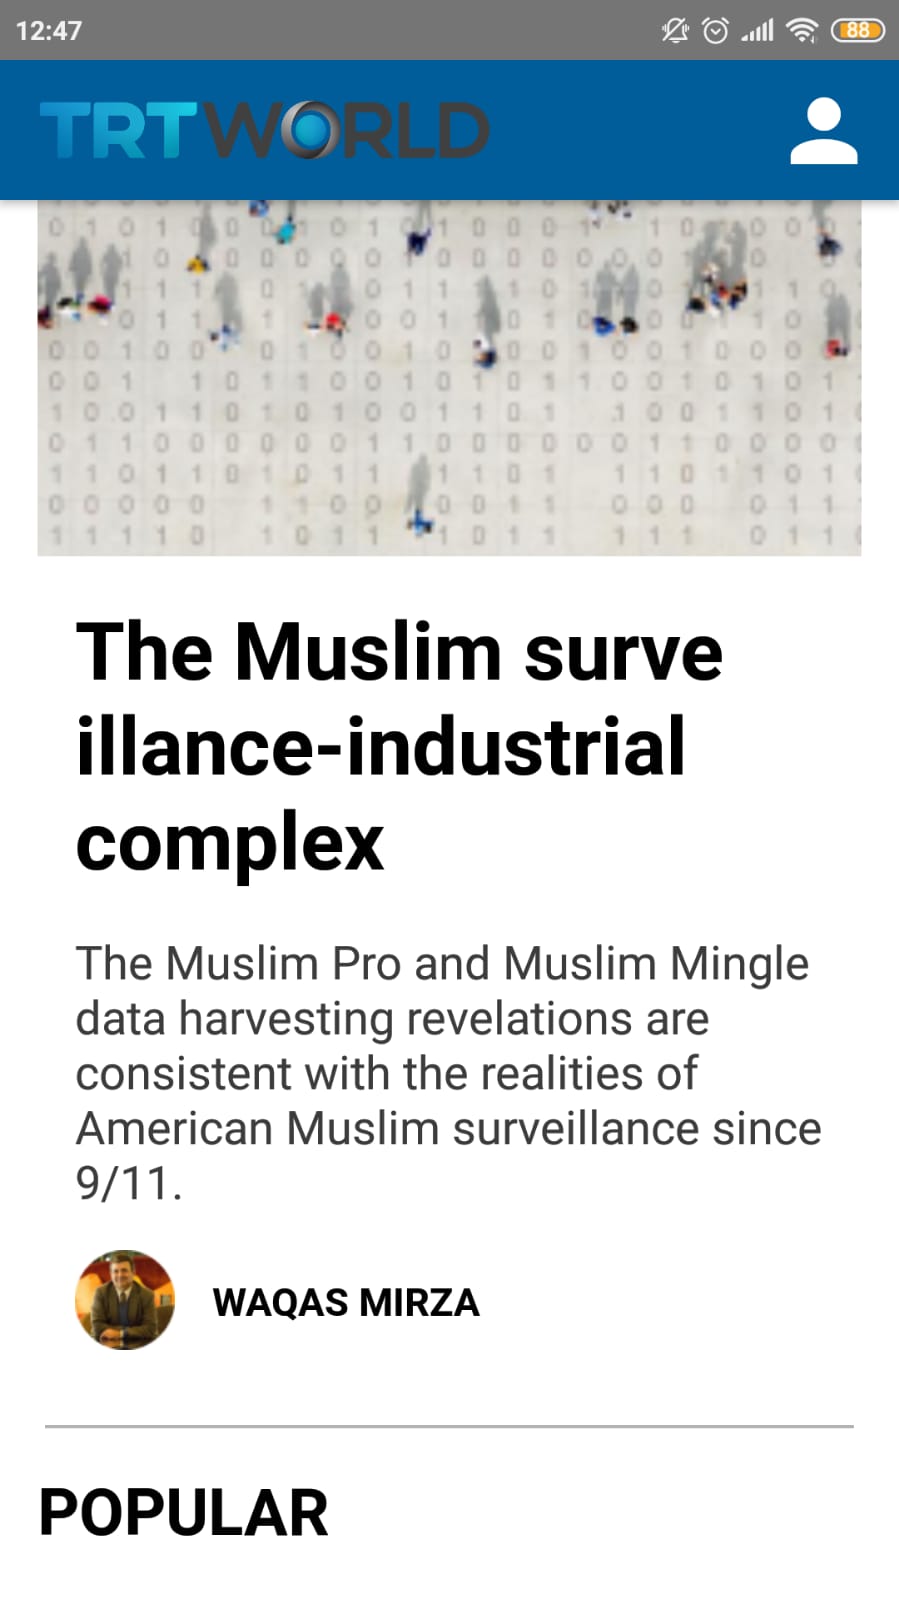 12:47
88
TRT WORLD
The Muslim surve
illance-industrial
complex
The Muslim Pro and Muslim Mingle
data harvesting revelations are
consistent with the realities of
American Muslim surveillance since
9/11.
WAQAS MIRZA
POPULAR